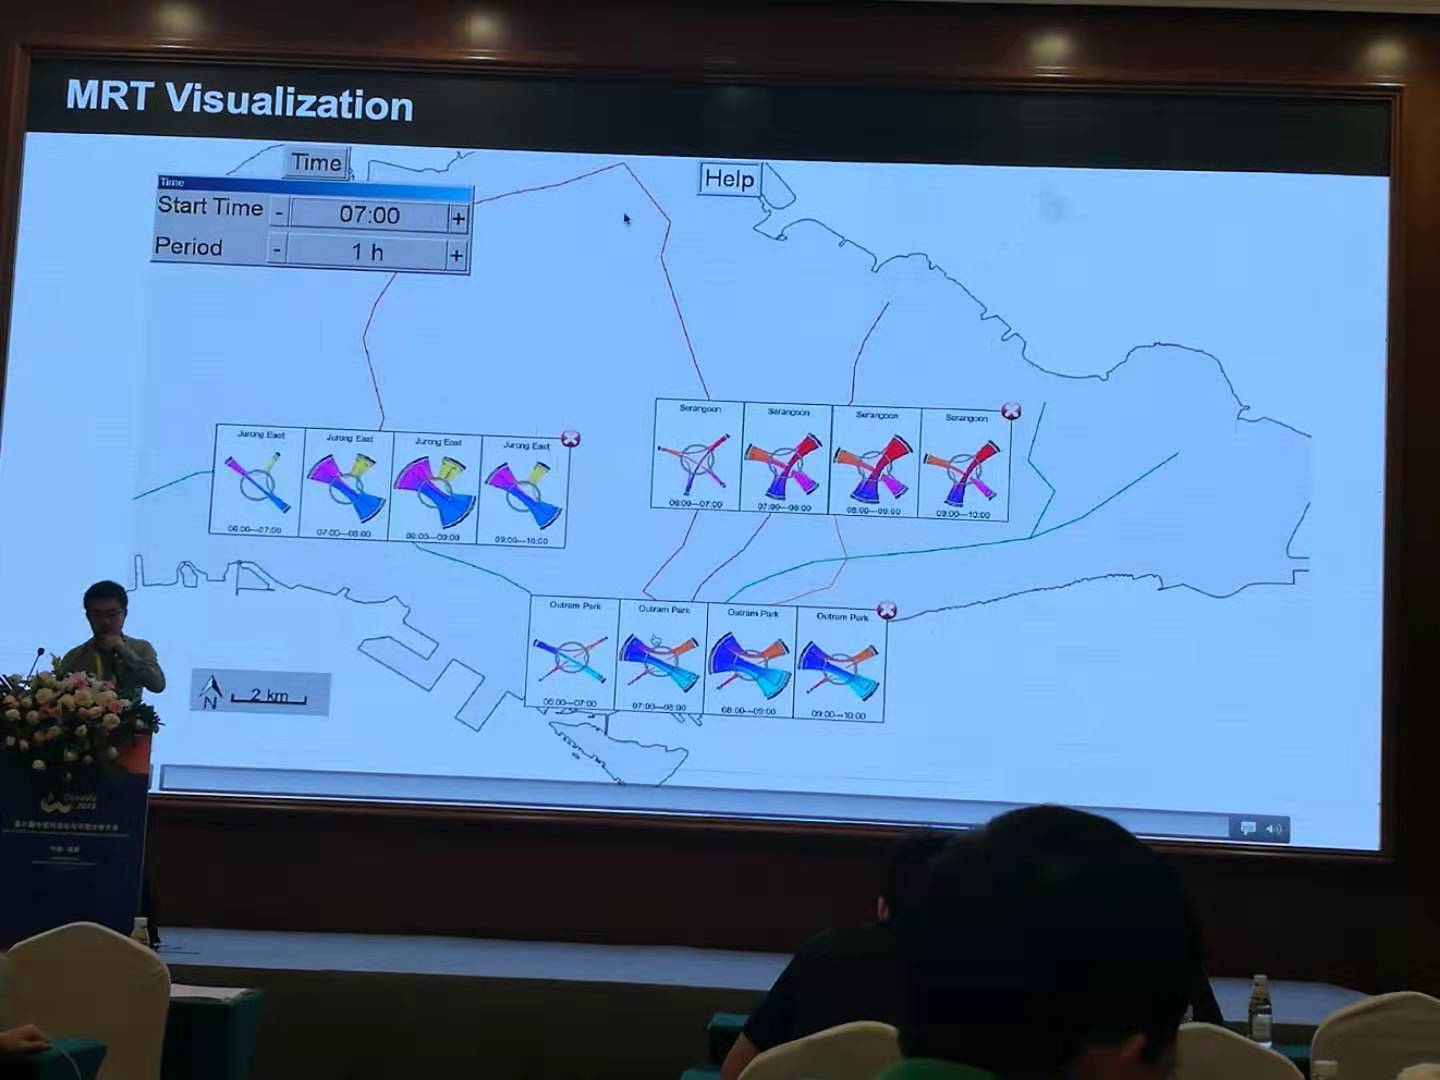 MRT Visualization
Time
Help
Time
Start Time - 07:00 +
Period - 1 h +
Serangoon Serangoon Serangoon Serangoon
06:00—07:00 07:00—08:00 08:00—09:00 09:00—10:00
Jurong East Jurong East Jurong East Jurong East
06:00—07:00 07:00—08:00 08:00—09:00 09:00—10:00
Outram Park Outram Park Outram Park Outram Park
06:00—07:00 07:00—08:00 08:00—09:00 09:00—10:00
N 2 km
2019